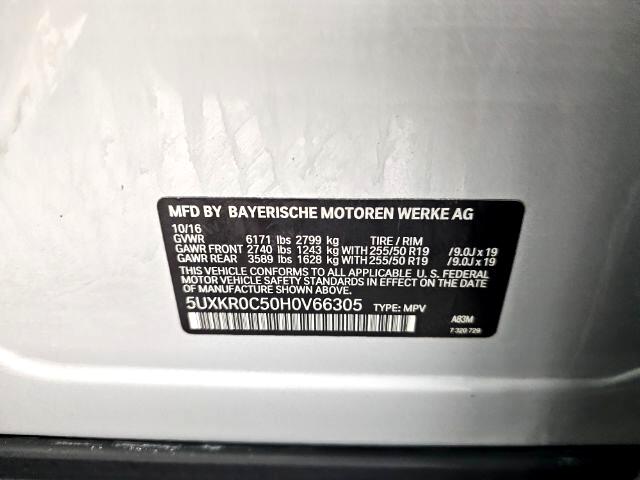 MFD BY BAYERISCHE MOTOREN WERKE AG
10/16
GVWR 6171 lbs 2799 kg TIRE / RIM
GAWR FRONT 2740 lbs 1243 kg WITH 255/50 R19 /9.0J x 19
GAWR REAR 3589 lbs 1628 kg WITH 255/50 R19 /9.0J x 19
THIS VEHICLE CONFORMS TO ALL APPLICABLE U. S. FEDERAL
MOTOR VEHICLE SAFETY STANDARDS IN EFFECT ON THE DATE
OF MANUFACTURE SHOWN ABOVE.
5UXKR0C50H0V66305 TYPE: MPV A83M
7 320 729